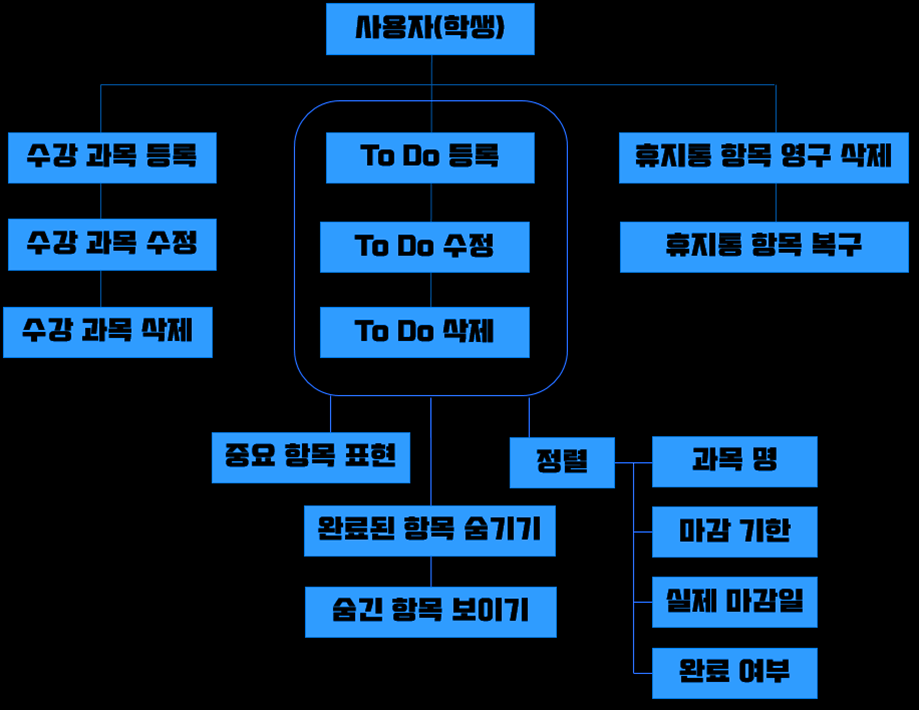 사용자(학생)
수강 과목 등록
To Do 등록
휴지통 항목 영구 삭제
수강 과목 수정
To Do 수정
휴지통 항목 복구
수강 과목 삭제
To Do 삭제
중요 항목 표현
정렬
과목 명
완료된 항목 숨기기
마감 기한
숨긴 항목 보이기
실제 마감일
완료 여부